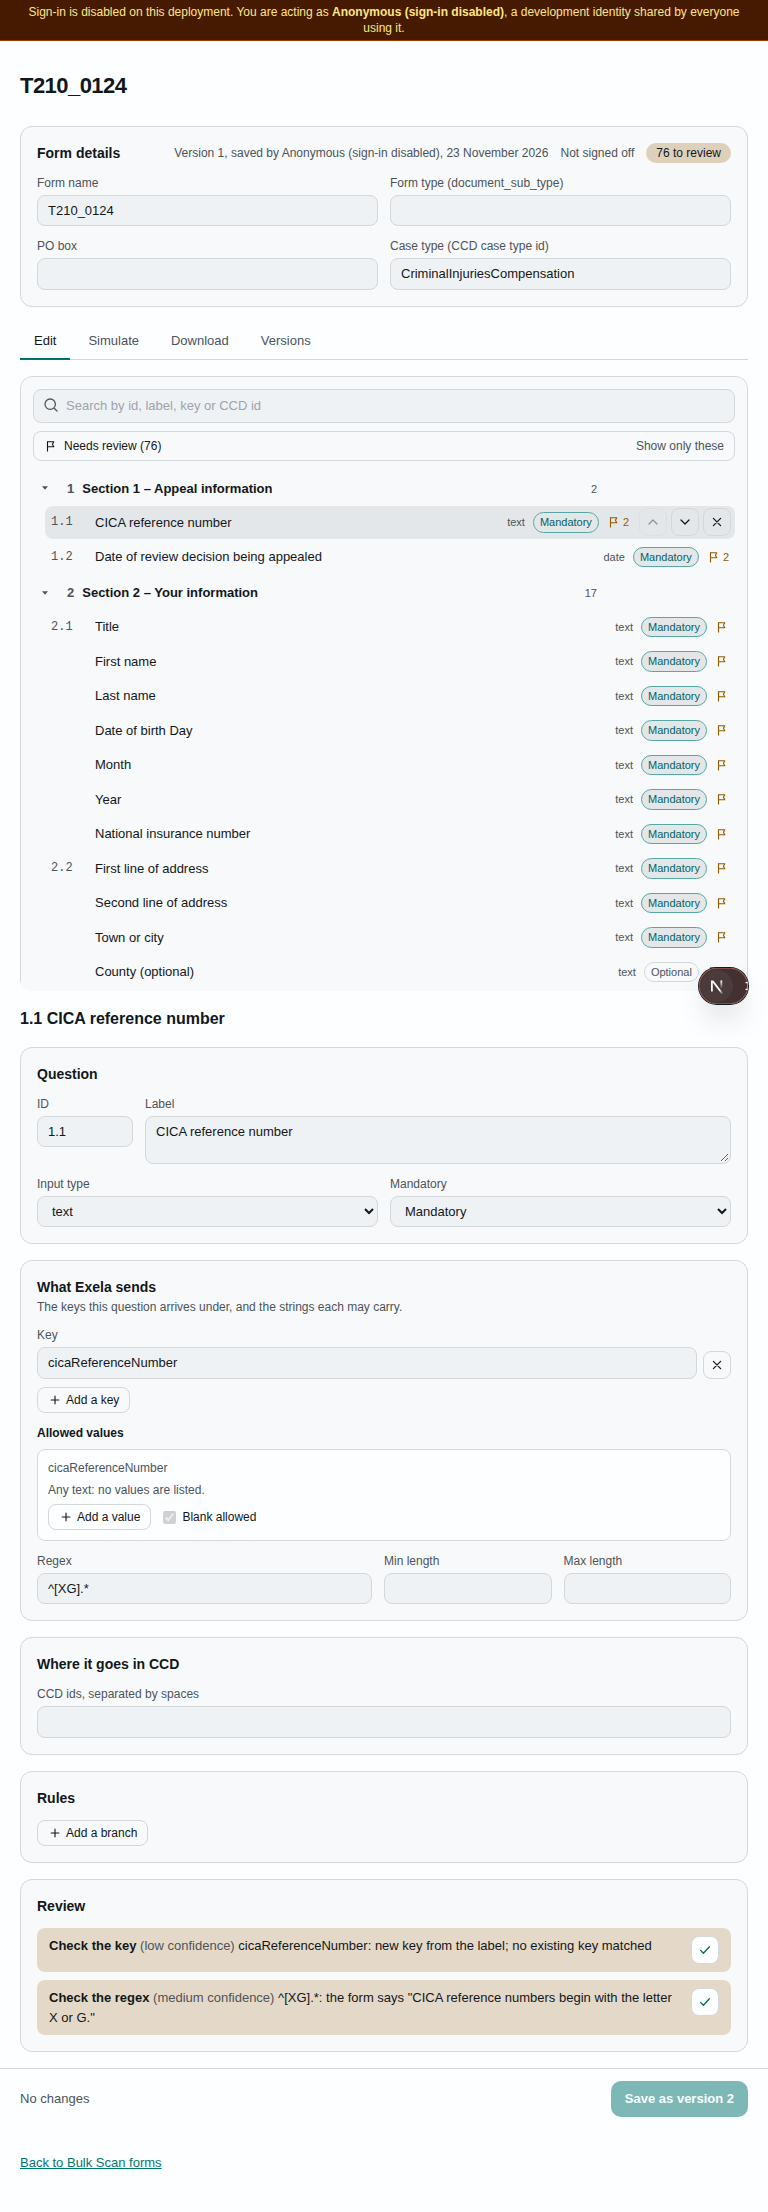 Sign-in is disabled on this deployment. You are acting as Anonymous (sign-in disabled), a development identity shared by everyone
using it.
T210_0124
Form details
Version 1, saved by Anonymous (sign-in disabled), 23 November 2026
Not signed off
76 to review
Form name
Form type (document_sub_type)
T210_0124
PO box
Case type (CCD case type id)
CriminalInjuriesCompensation
Edit
Simulate
Download
Versions
Search by id, label, key or CCD id
Needs review (76)
Show only these
1 Section 1 – Appeal information 2
1.1 CICA reference number text Mandatory 2
1.2 Date of review decision being appealed date Mandatory 2
2 Section 2 – Your information 17
2.1 Title text Mandatory
First name text Mandatory
Last name text Mandatory
Date of birth Day text Mandatory
Month text Mandatory
Year text Mandatory
National insurance number text Mandatory
2.2 First line of address text Mandatory
Second line of address text Mandatory
Town or city text Mandatory
County (optional) text Optional
N
1.1 CICA reference number
Question
ID
Label
1.1
CICA reference number
Input type
Mandatory
text
Mandatory
What Exela sends
The keys this question arrives under, and the strings each may carry.
Key
cicaReferenceNumber
Add a key
Allowed values
cicaReferenceNumber
Any text: no values are listed.
Add a value
Blank allowed
Regex
Min length
Max length
^[XG].*
Where it goes in CCD
CCD ids, separated by spaces
Rules
Add a branch
Review
Check the key (low confidence) cicaReferenceNumber: new key from the label; no existing key matched
Check the regex (medium confidence) ^[XG].*: the form says "CICA reference numbers begin with the letter
X or G."
No changes
Save as version 2
Back to Bulk Scan forms